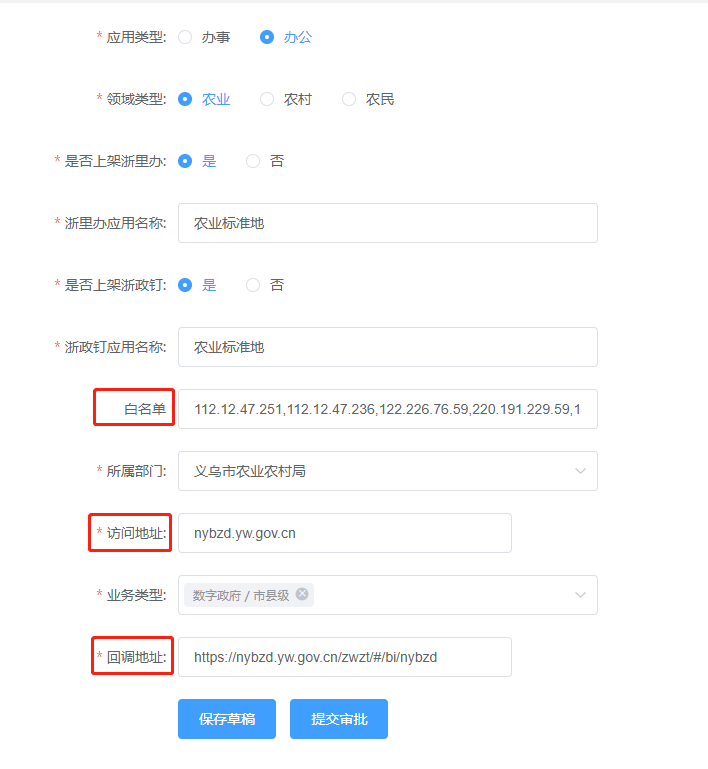 * 应用类型: 办事 办公
* 领域类型: 农业 农村 农民
* 是否上架浙里办: 是 否
* 浙里办应用名称: 农业标准地
* 是否上架浙政钉: 是 否
* 浙政钉应用名称: 农业标准地
白名单 112.12.47.251,112.12.47.236,122.226.76.59,220.191.229.59,1
* 所属部门: 义乌市农业农村局
* 访问地址: nybzd.yw.gov.cn
* 业务类型: 数字政府 / 市县级
* 回调地址: https://nybzd.yw.gov.cn/zwzt/#/bi/nybzd
保存草稿 提交审批